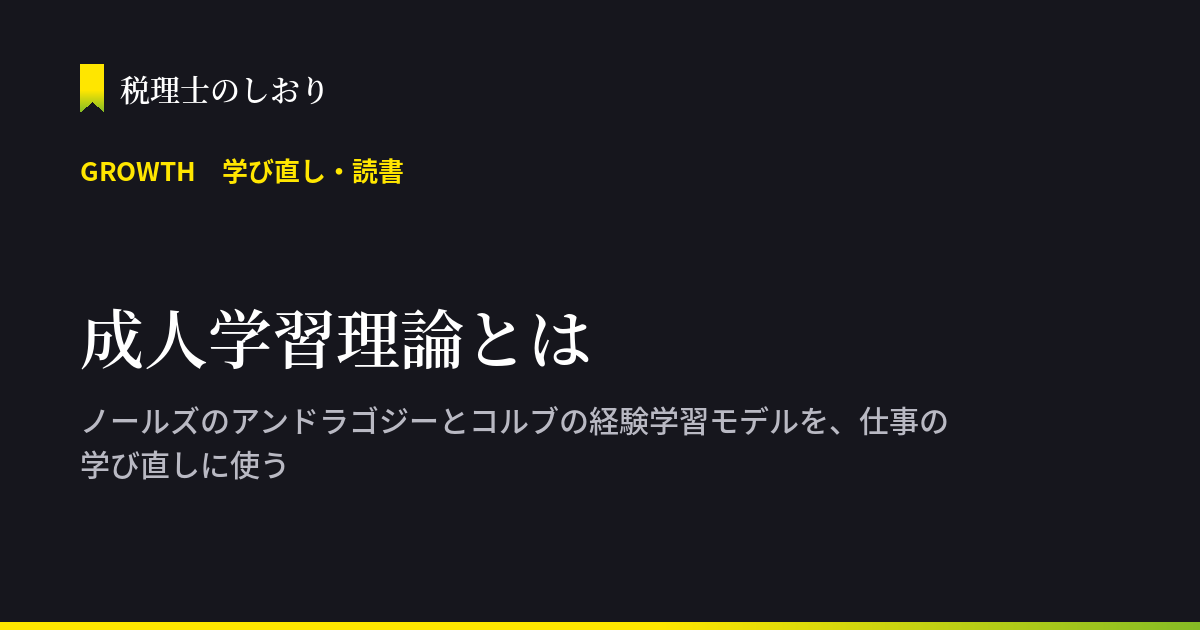 税理士のしおり
GROWTH 学び直し・読書
成人学習理論とは
ノールズのアンドラゴジーとコルブの経験学習モデルを、仕事の
学び直しに使う